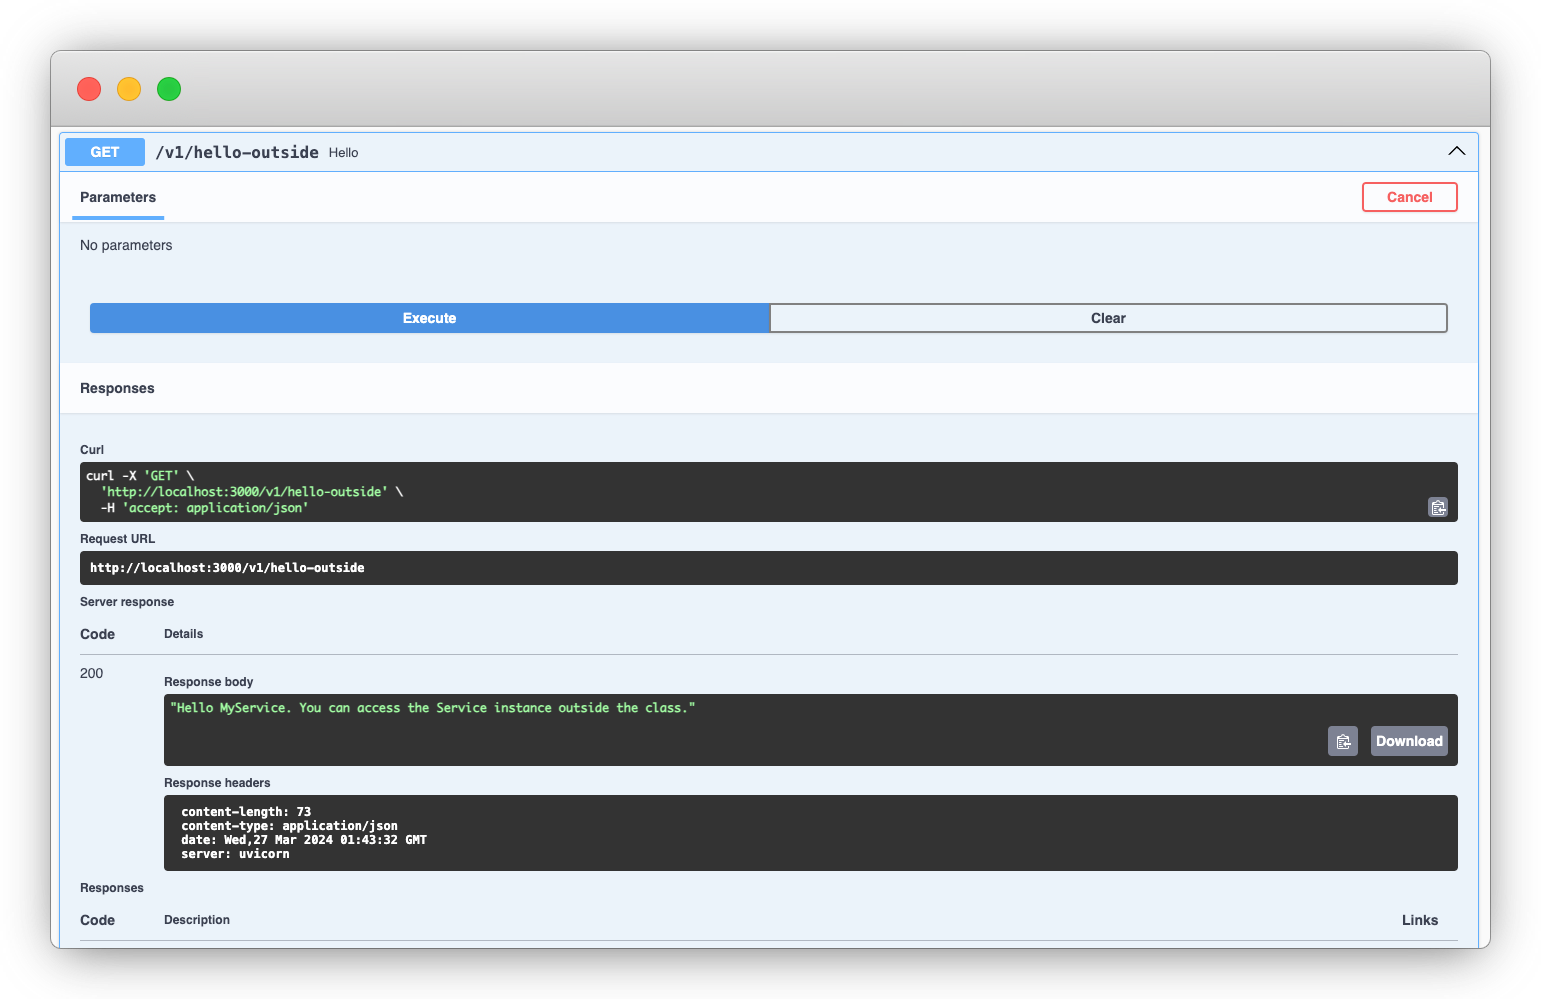 GET /v1/hello-outside Hello
Parameters Cancel
No parameters
Execute Clear
Responses
Curl
curl -X 'GET' \
  'http://localhost:3000/v1/hello-outside' \
  -H 'accept: application/json'
Request URL
http://localhost:3000/v1/hello-outside
Server response
Code Details
200
Response body
"Hello MyService. You can access the Service instance outside the class."
Download
Response headers
content-length: 73
content-type: application/json
date: Wed,27 Mar 2024 01:43:32 GMT
server: uvicorn
Responses
Code Description Links